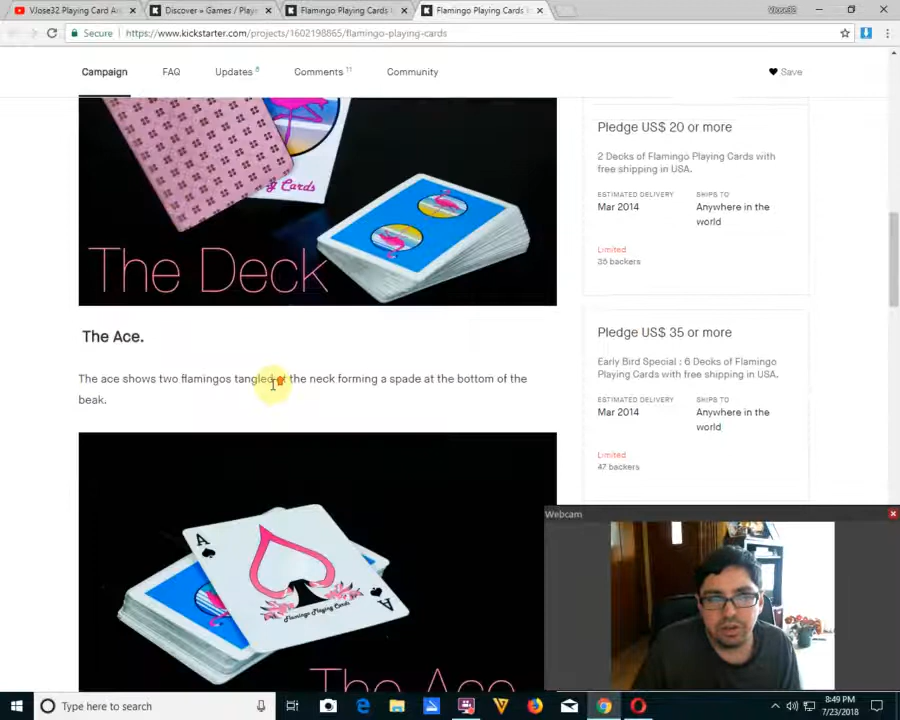 VJose32 Playing Card A
Discover » Games / Playi
Flamingo Playing Cards
Flamingo Playing Cards
VJose32
Secure
https://www.kickstarter.com/projects/1602198865/flamingo-playing-cards
Campaign
FAQ
Updates 8
Comments 11
Community
Save
g Cards
The Deck
The Ace.
The ace shows two flamingos tangled at the neck forming a spade at the bottom of the
beak.
A
Flamingo Playing Cards
A
The Ace
Pledge US$ 20 or more
2 Decks of Flamingo Playing Cards with
free shipping in USA.
ESTIMATED DELIVERY
SHIPS TO
Mar 2014
Anywhere in the
world
Limited
35 backers
Pledge US$ 35 or more
Early Bird Special : 6 Decks of Flamingo
Playing Cards with free shipping in USA.
ESTIMATED DELIVERY
SHIPS TO
Mar 2014
Anywhere in the
world
Limited
47 backers
Webcam
Type here to search
8:49 PM
7/23/2018